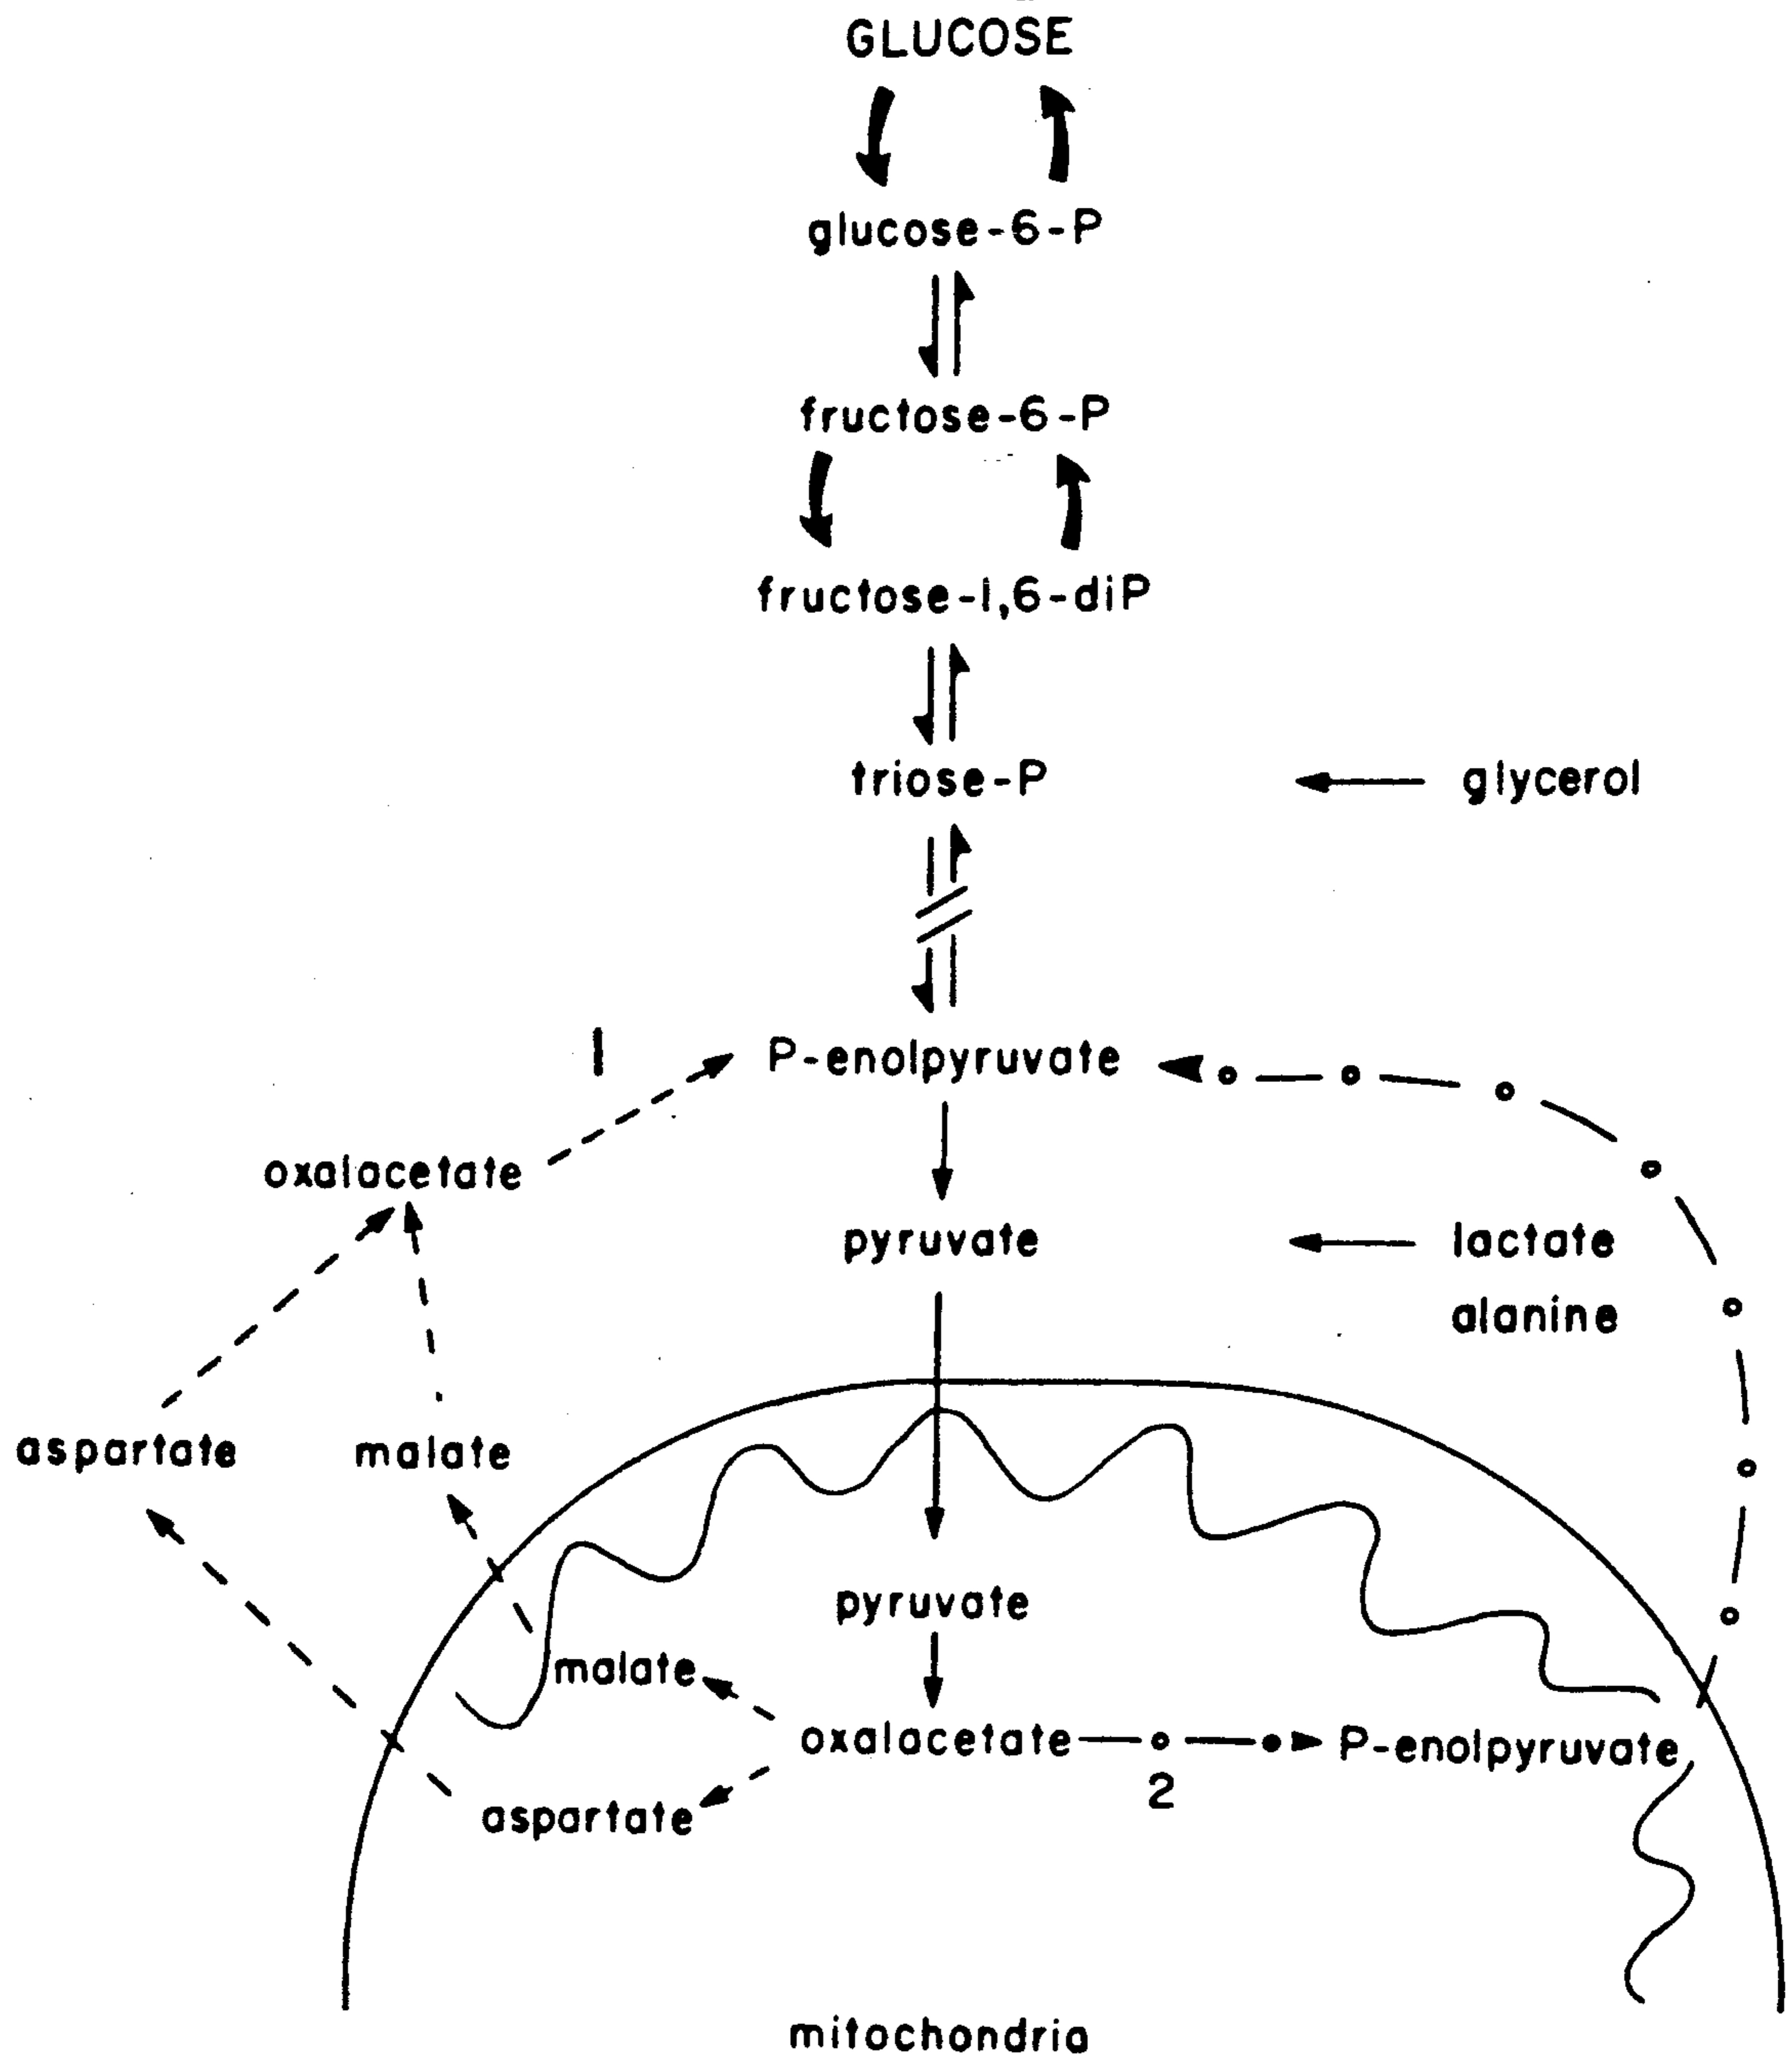 GLUCOSE
glucose-6-P
fructose-6-P
fructose-1,6-diP
triose-P
glycerol
1
P-enolpyruvate
oxalacetate
pyruvate
lactate
alanine
aspartate
malate
pyruvate
malate
oxalacetate
P-enolpyruvate
2
aspartate
mitochondria